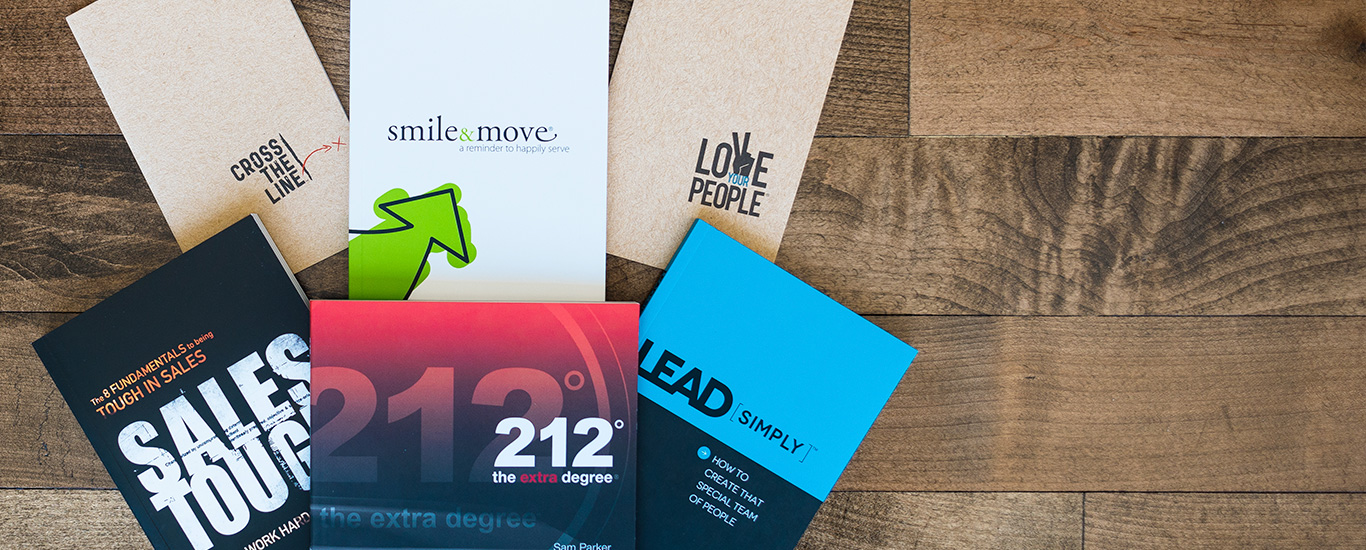 CROSS
THE
LINE
smile&move®
a reminder to happily serve
LOVE
YOUR
PEOPLE
The 8 FUNDAMENTALS to being
TOUGH IN SALES
SALES
TOUG
WORK HARD
212°
212°
the extra degree®
the extra degree
Sam Parker
LEAD
[SIMPLY]™
HOW TO
CREATE THAT
SPECIAL TEAM
OF PEOPLE